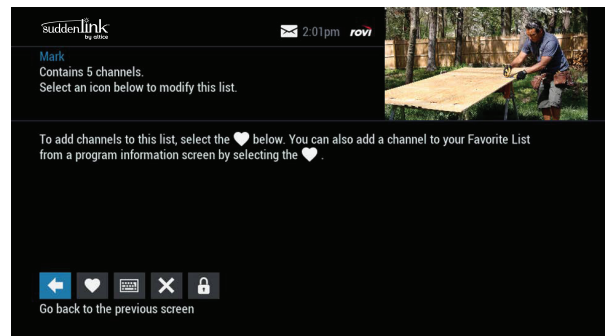 suddenlink
by altice
2:01pm rovi
Mark
Contains 5 channels.
Select an icon below to modify this list.
To add channels to this list, select the below. You can also add a channel to your Favorite List
from a program information screen by selecting the .
Go back to the previous screen